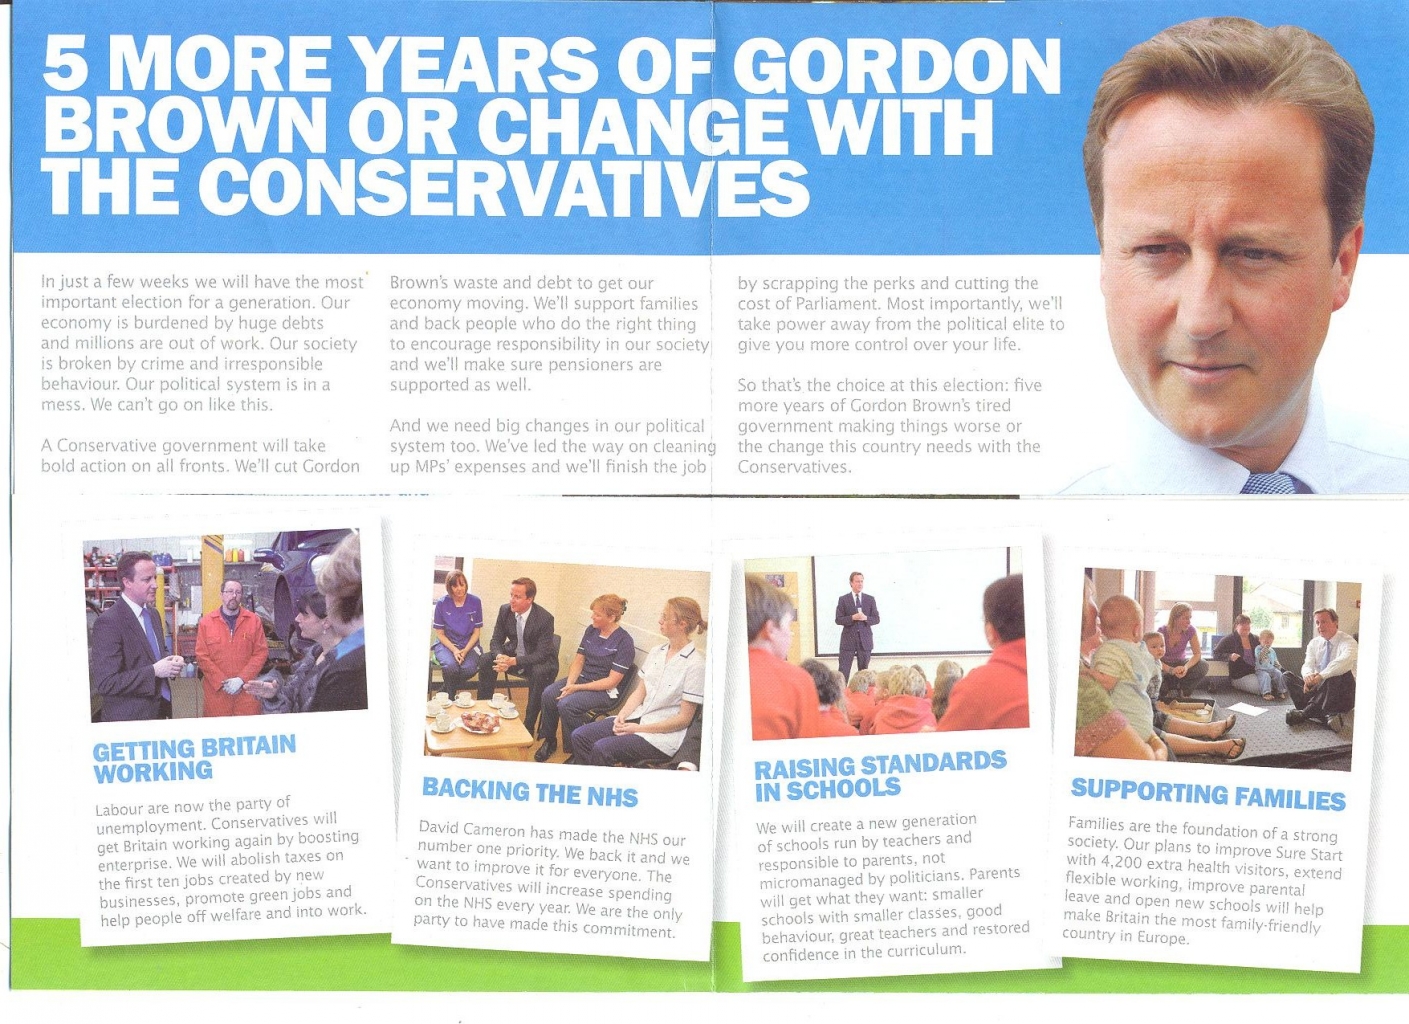 5 MORE YEARS OF GORDON
BROWN OR CHANGE WITH
THE CONSERVATIVES
In just a few weeks we will have the most
important election for a generation. Our
economy is burdened by huge debts
and millions are out of work. Our society
is broken by crime and irresponsible
behaviour. Our political system is in a
mess. We can't go on like this.
A Conservative government will take
bold action on all fronts. We'll cut Gordon
Brown's waste and debt to get our
economy moving. We'll support families
and back people who do the right thing
to encourage responsibility in our society
and we'll make sure pensioners are
supported as well.
And we need big changes in our political
system too. We've led the way on cleaning
up MPs' expenses and we'll finish the job
by scrapping the perks and cutting the
cost of Parliament. Most importantly, we'll
take power away from the political elite to
give you more control over your life.
So that's the choice at this election: five
more years of Gordon Brown's tired
government making things worse or
the change this country needs with the
Conservatives.
GETTING BRITAIN
WORKING
Labour are now the party of
unemployment. Conservatives will
get Britain working again by boosting
enterprise. We will abolish taxes on
the first ten jobs created by new
businesses, promote green jobs and
help people off welfare and into work.
BACKING THE NHS
David Cameron has made the NHS our
number one priority. We back it and we
want to improve it for everyone. The
Conservatives will increase spending
on the NHS every year. We are the only
party to have made this commitment.
RAISING STANDARDS
IN SCHOOLS
We will create a new generation
of schools run by teachers and
responsible to parents, not
micromanaged by politicians. Parents
will get what they want: smaller
schools with smaller classes, good
behaviour, great teachers and restored
confidence in the curriculum.
SUPPORTING FAMILIES
Families are the foundation of a strong
society. Our plans to improve Sure Start
with 4,200 extra health visitors, extend
flexible working, improve parental
leave and open new schools will help
make Britain the most family-friendly
country in Europe.